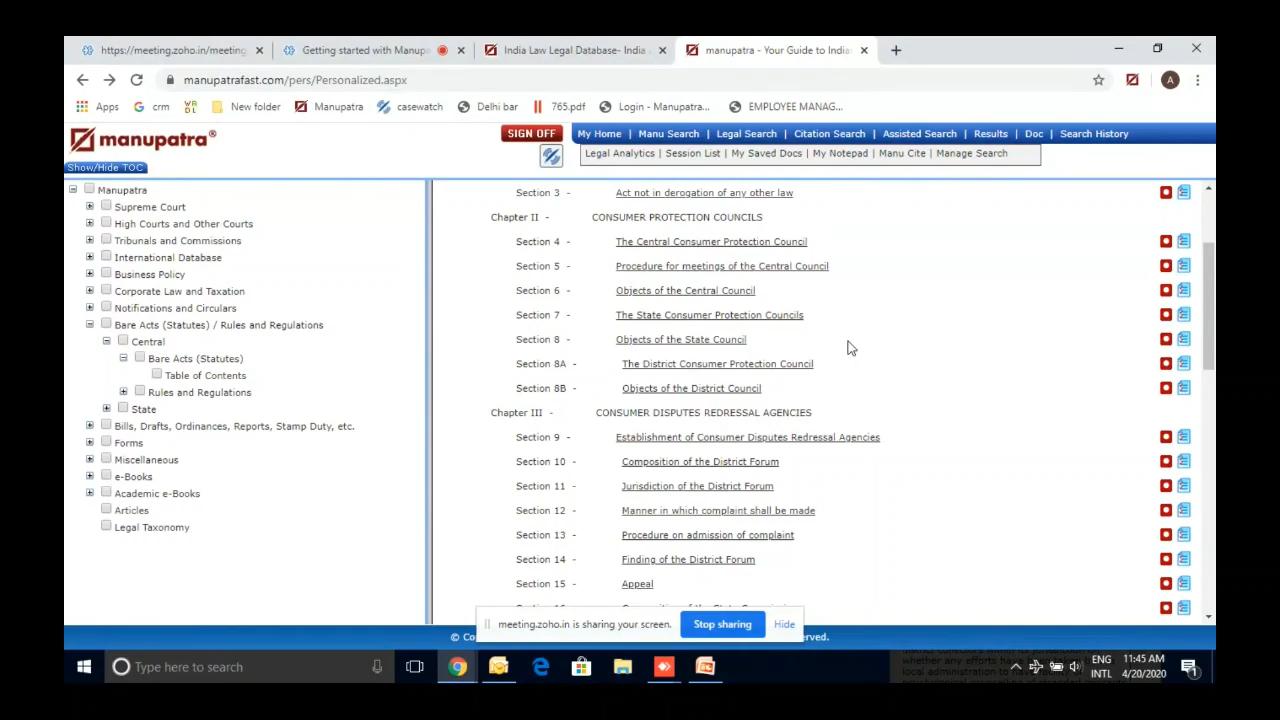 https://meeting.zoho.in/meeting
Getting started with Manup
India Law Legal Database- India
manupatra - Your Guide to India
manupatrafast.com/pers/Personalized.aspx
Apps
crm
New folder
Manupatra
casewatch
Delhi bar
765.pdf
Login - Manupatra...
EMPLOYEE MANAG...
manupatra®
SIGN OFF
My Home | Manu Search | Legal Search | Citation Search | Assisted Search | Results | Doc | Search History
Legal Analytics | Session List | My Saved Docs | My Notepad | Manu Cite | Manage Search
Show/Hide TOC
Manupatra
Supreme Court
High Courts and Other Courts
Tribunals and Commissions
International Database
Business Policy
Corporate Law and Taxation
Notifications and Circulars
Bare Acts (Statutes) / Rules and Regulations
Central
Bare Acts (Statutes)
Table of Contents
Rules and Regulations
State
Bills, Drafts, Ordinances, Reports, Stamp Duty, etc.
Forms
Miscellaneous
e-Books
Academic e-Books
Articles
Legal Taxonomy
Section 3 - Act not in derogation of any other law
Chapter II - CONSUMER PROTECTION COUNCILS
Section 4 - The Central Consumer Protection Council
Section 5 - Procedure for meetings of the Central Council
Section 6 - Objects of the Central Council
Section 7 - The State Consumer Protection Councils
Section 8 - Objects of the State Council
Section 8A - The District Consumer Protection Council
Section 8B - Objects of the District Council
Chapter III - CONSUMER DISPUTES REDRESSAL AGENCIES
Section 9 - Establishment of Consumer Disputes Redressal Agencies
Section 10 - Composition of the District Forum
Section 11 - Jurisdiction of the District Forum
Section 12 - Manner in which complaint shall be made
Section 13 - Procedure on admission of complaint
Section 14 - Finding of the District Forum
Section 15 - Appeal
meeting.zoho.in is sharing your screen.
Stop sharing
Hide
© Co
erved.
Type here to search
ENG
INTL
11:45 AM
4/20/2020
1